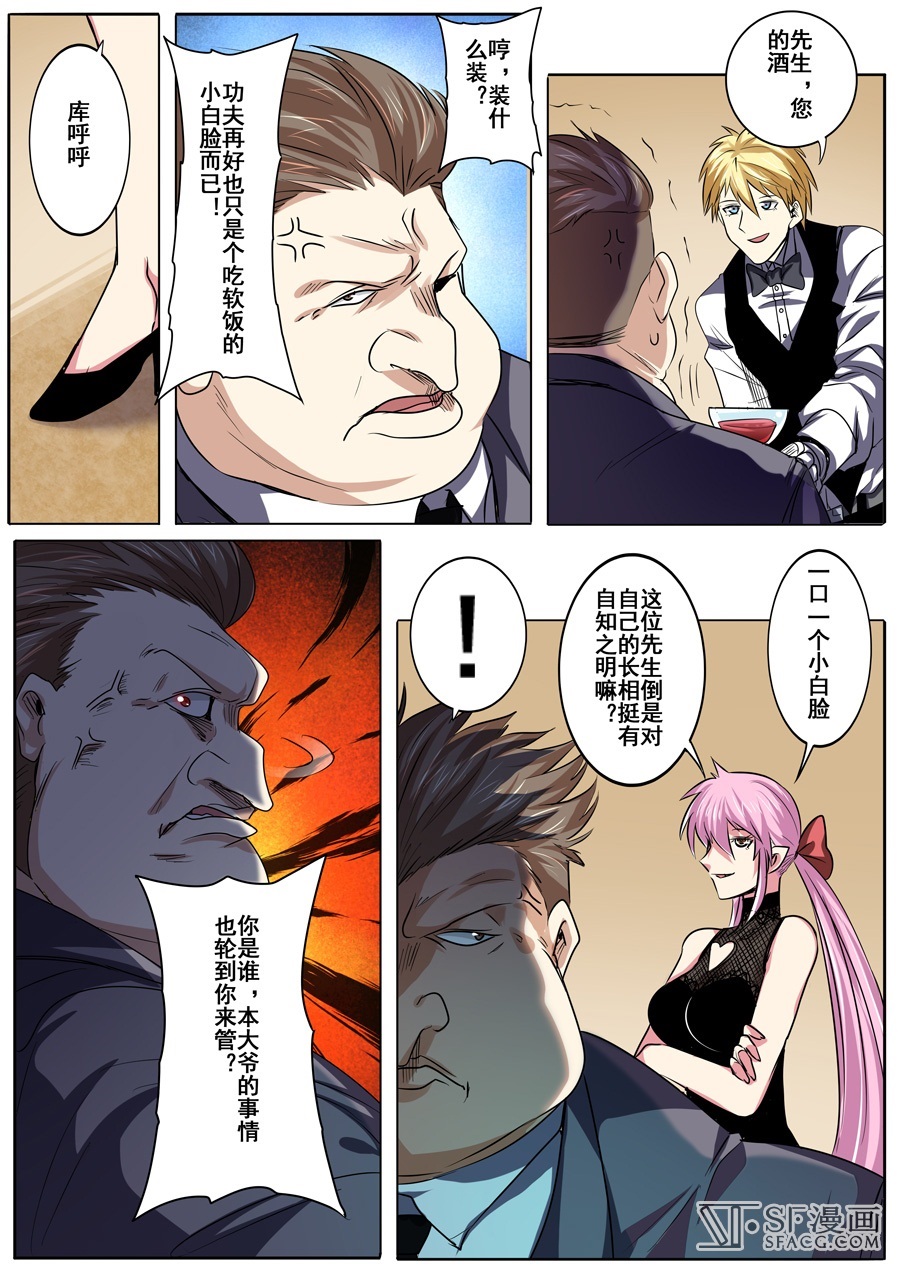 先生，您
的酒
哼，装什
么装？
功夫再好也只是个吃软饭的
小白脸而已！
库呼呼
一口一个小白脸
这位先生倒是对
自己的长相挺有
自知之明嘛？
！
你是谁，本大爷的事情
也轮到你来管？
SF漫画
SFACG.COM